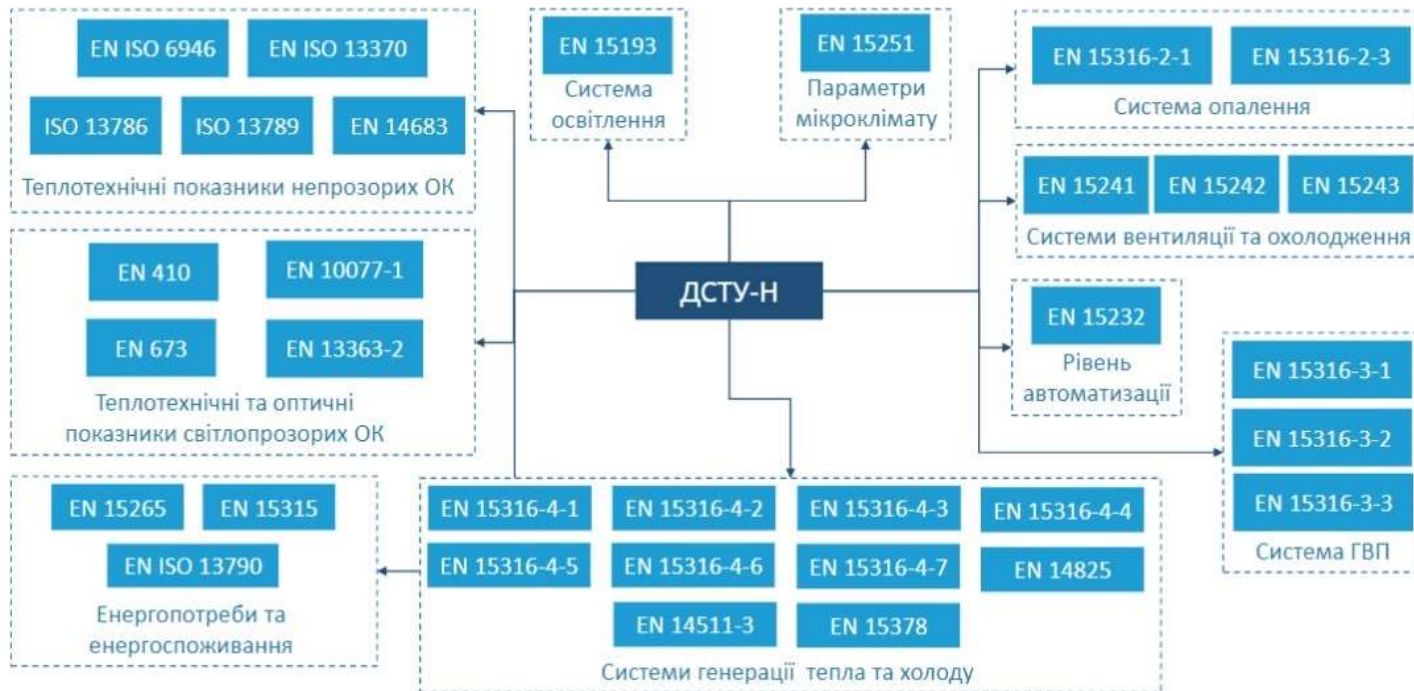 EN ISO 6946
EN ISO 13370
ISO 13786
ISO 13789
EN 14683
Теплотехнічні показники непрозорих ОК
EN 15193
Система
освітлення
EN 15251
Параметри
мікроклімату
EN 15316-2-1
EN 15316-2-3
Система опалення
EN 15241
EN 15242
EN 15243
Системи вентиляції та охолодження
EN 410
EN 10077-1
EN 673
EN 13363-2
Теплотехнічні та оптичні
показники світлопрозорих ОК
ДСТУ-Н
EN 15232
Рівень
автоматизації
EN 15316-3-1
EN 15316-3-2
EN 15316-3-3
Система ГВП
EN 15265
EN 15315
EN ISO 13790
Енергопотреби та
енергоспоживання
EN 15316-4-1
EN 15316-4-2
EN 15316-4-3
EN 15316-4-4
EN 15316-4-5
EN 15316-4-6
EN 15316-4-7
EN 14825
EN 14511-3
EN 15378
Системи генерації тепла та холоду